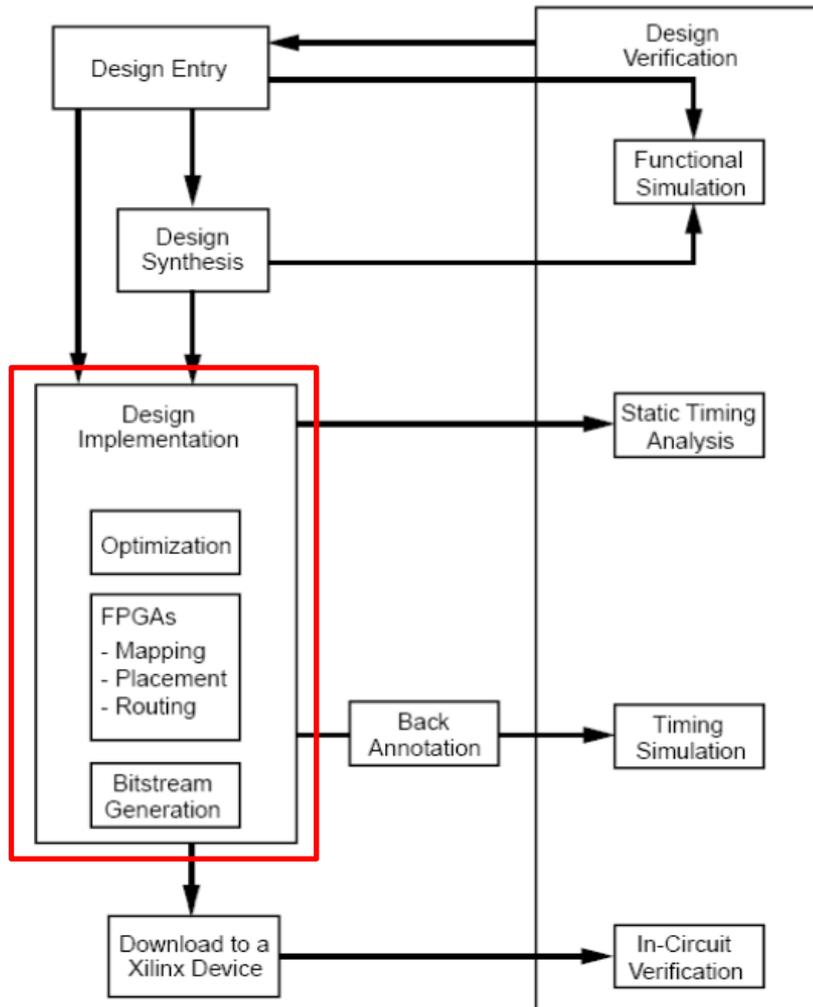 Design Entry
Design
Verification
Functional
Simulation
Design
Synthesis
Design
Implementation
Static Timing
Analysis
Optimization
FPGAs
- Mapping
- Placement
- Routing
Back
Annotation
Timing
Simulation
Bitstream
Generation
Download to a
Xilinx Device
In-Circuit
Verification